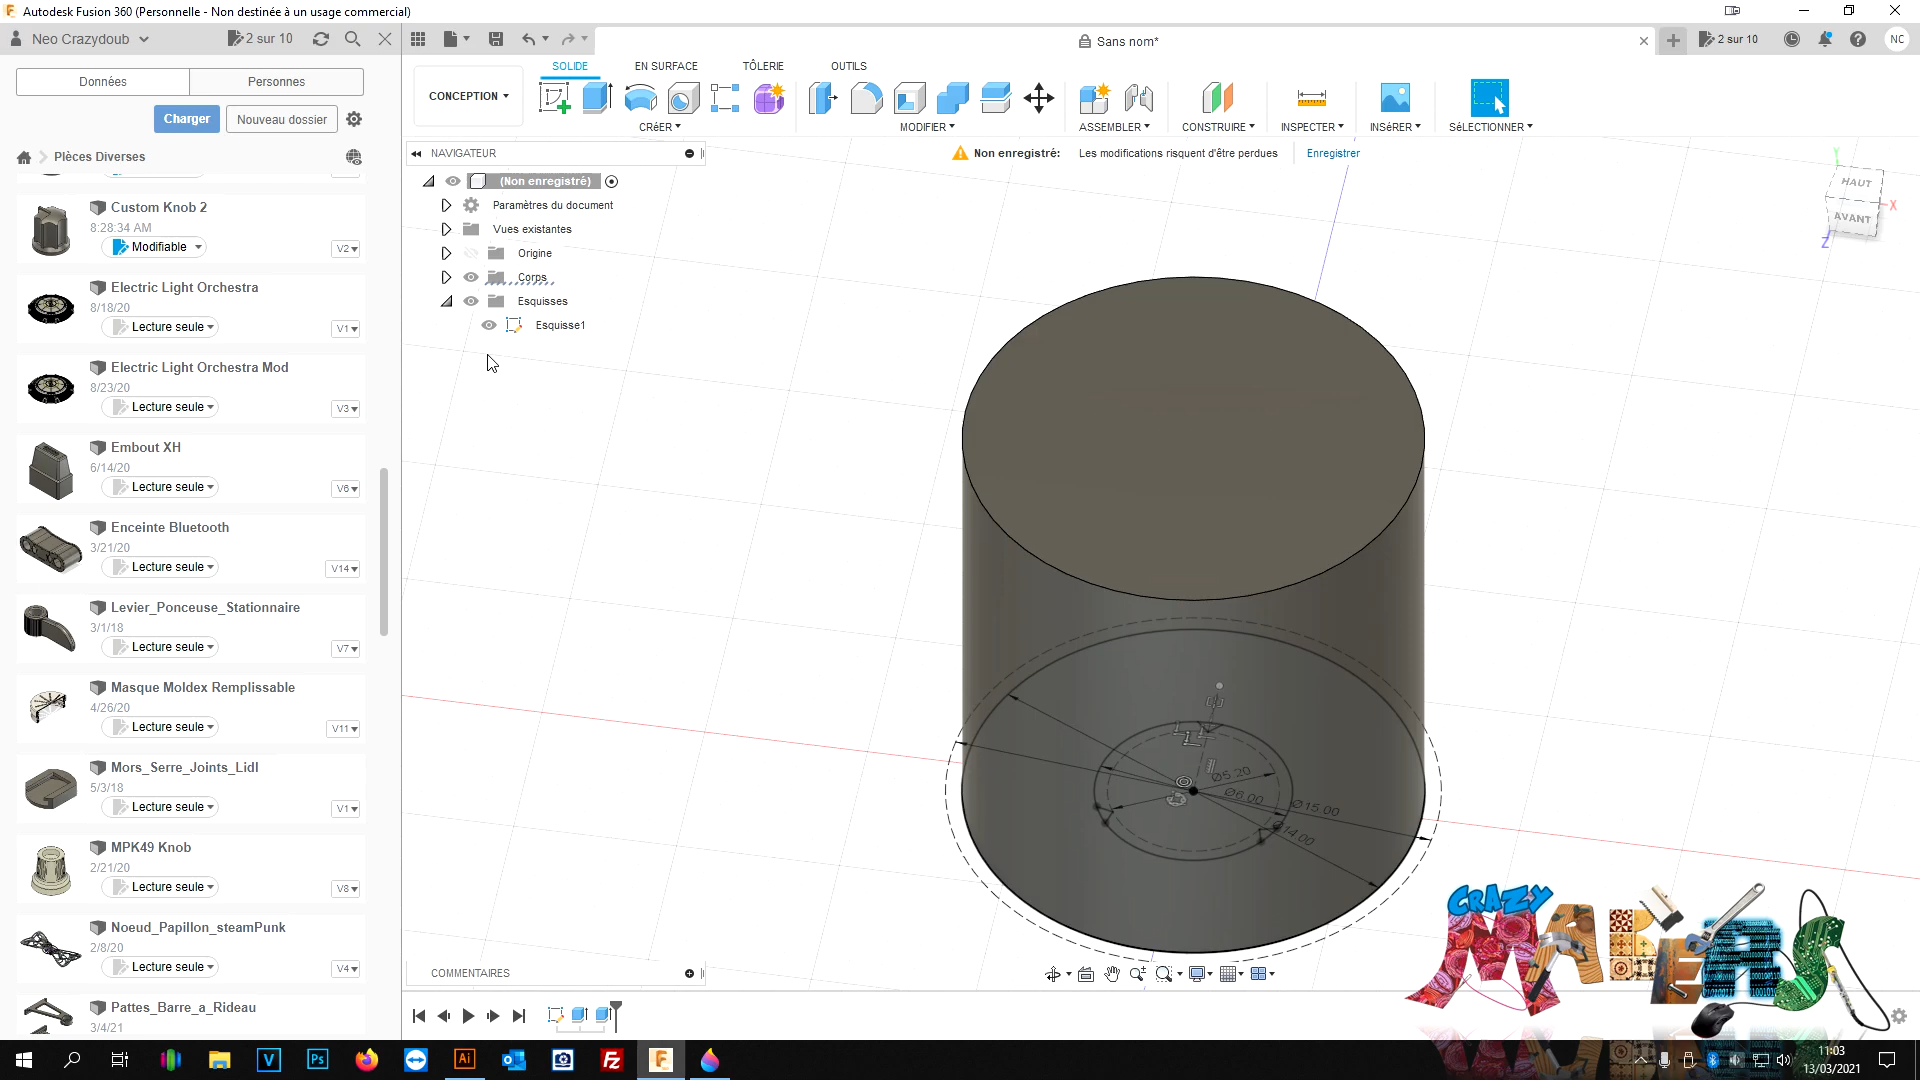 Autodesk Fusion 360 (Personnelle - Non destinée à un usage commercial)
Neo Crazydoub
2 sur 10
Sans nom*
2 sur 10
NC
Données
Personnes
Charger
Nouveau dossier
Plèces Diverses
Custom Knob 2
8:28:34 AM
Modifiable
V2
Electric Light Orchestra
8/18/20
Lecture seule
V1
Electric Light Orchestra Mod
8/23/20
Lecture seule
V3
Embout XH
6/14/20
Lecture seule
V6
Enceinte Bluetooth
3/21/20
Lecture seule
V14
Levier_Ponceuse_Stationnaire
3/1/18
Lecture seule
V7
Masque Moldex Remplissable
4/26/20
Lecture seule
V11
Mors_Serre_Joints_Lidl
5/3/18
Lecture seule
V1
MPK49 Knob
2/21/20
Lecture seule
V8
Noeud_Papillon_steamPunk
2/8/20
Lecture seule
V4
Pattes_Barre_a_Rideau
3/4/21
CONCEPTION
SOLIDE
EN SURFACE
TÔLERIE
OUTILS
CRéER
MODIFIER
ASSEMBLER
CONSTRUIRE
INSPECTER
INSéRER
SéLECTIONNER
NAVIGATEUR
Non enregistré:
Les modifications risquent d'être perdues
Enregistrer
(Non enregistré)
Paramètres du document
Vues existantes
Origine
Corps
Esquisses
Esquisse1
HAUT
AVANT
X
Y
Z
Ø5.20
Ø6.00
Ø15.00
Ø14.00
COMMENTAIRES
CRAZY
MAKERS
V
Ps
Ai
Fz
F
11:03
13/03/2021